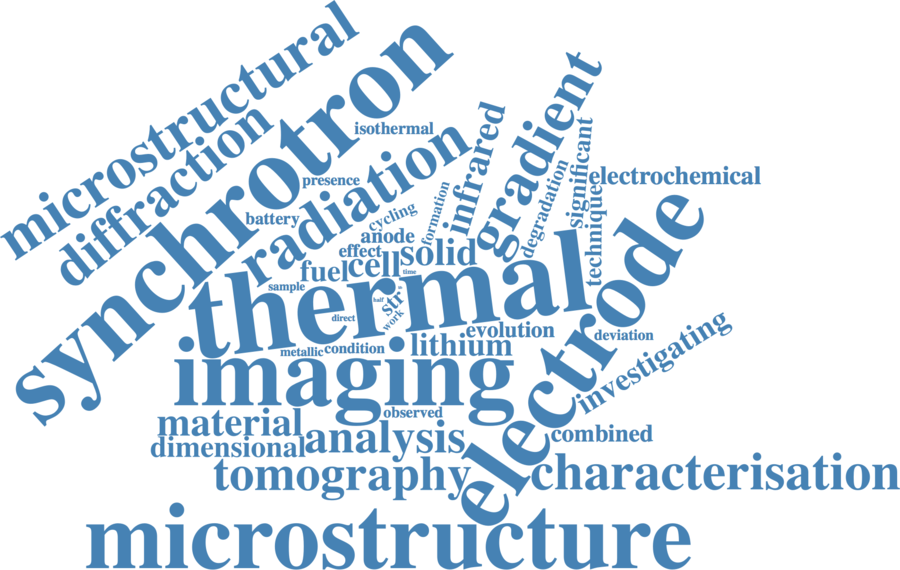 microstructural
synchrotron
diffraction
isothermal
radiation
infrared
gradient
presence
battery
cycling
formation
degradation
significant
technique
electrochemical
anode
effect
solid
fuel
cell
time
sample
thermal
half
str
direct
work
electrode
evolution
deviation
metallic
condition
lithium
imaging
investigating
observed
material
dimensional
analysis
combined
tomography
characterisation
microstructure